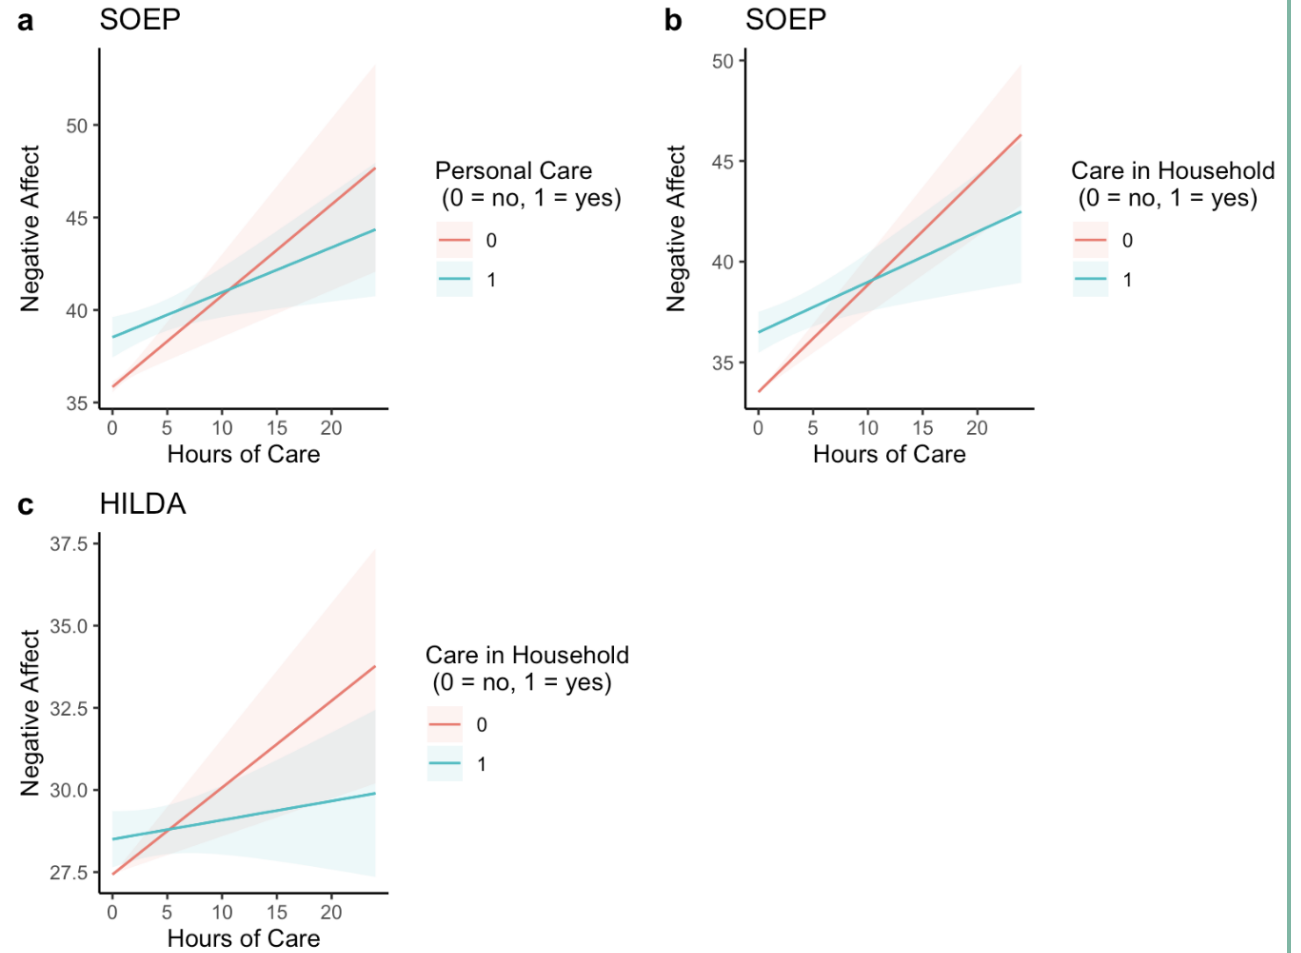 a SOEP
50
45
40
35
Negative Affect
0 5 10 15 20
Hours of Care
Personal Care
(0 = no, 1 = yes)
0
1
b SOEP
50
45
40
35
Negative Affect
0 5 10 15 20
Hours of Care
Care in Household
(0 = no, 1 = yes)
0
1
c HILDA
37.5
35.0
32.5
30.0
27.5
Negative Affect
0 5 10 15 20
Hours of Care
Care in Household
(0 = no, 1 = yes)
0
1